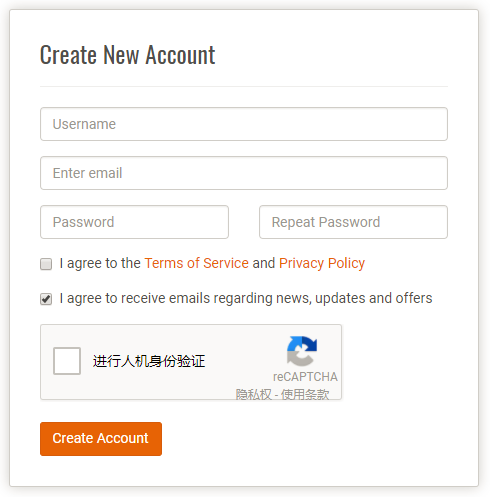 Create New Account
Username
Enter email
Password Repeat Password
I agree to the Terms of Service and Privacy Policy
I agree to receive emails regarding news, updates and offers
进行人机身份验证
reCAPTCHA
隐私权 - 使用条款
Create Account